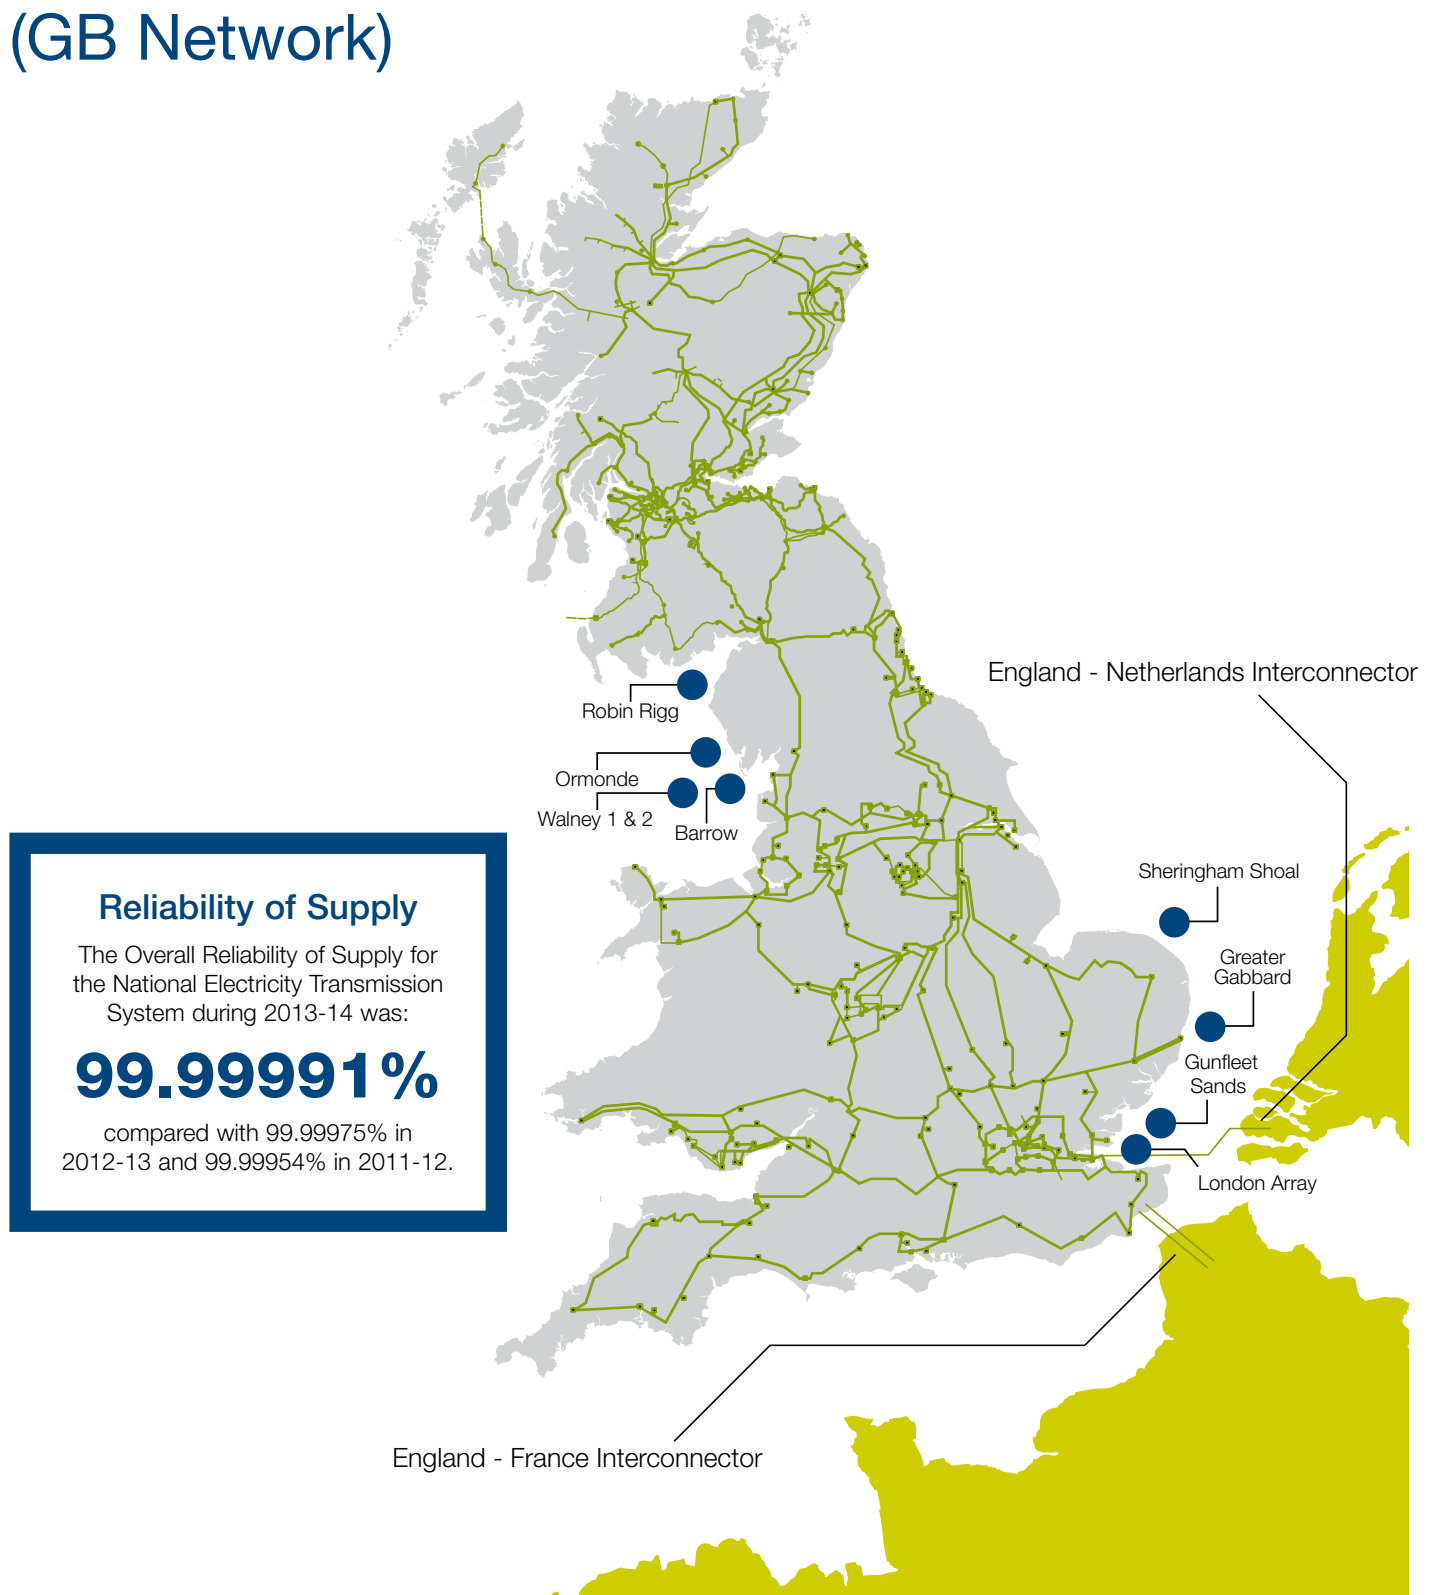 (GB Network)
England - Netherlands Interconnector
Robin Rigg
Ormonde
Walney 1 & 2
Barrow
Sheringham Shoal
Greater
Gabbard
Gunfleet
Sands
London Array
Reliability of Supply
The Overall Reliability of Supply for
the National Electricity Transmission
System during 2013-14 was:
99.99991%
compared with 99.99975% in
2012-13 and 99.99954% in 2011-12.
England - France Interconnector